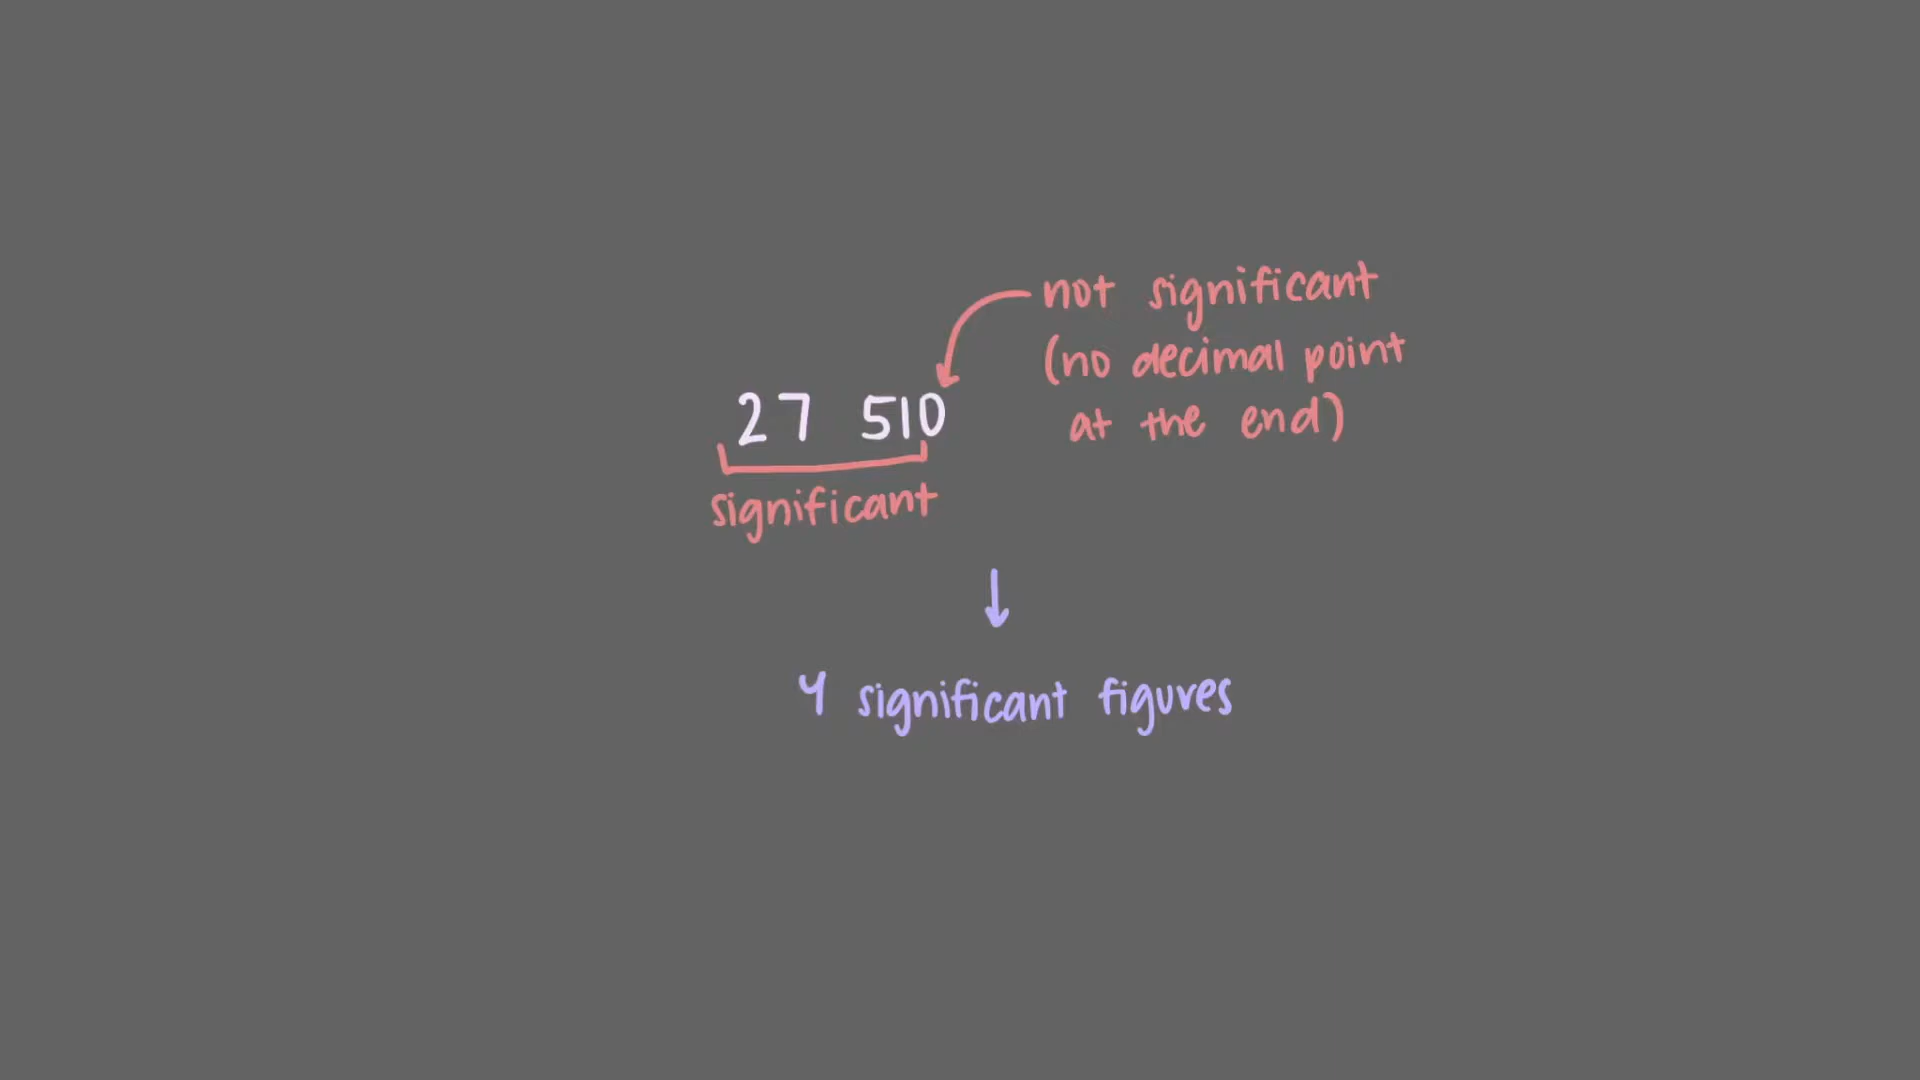 not significant
(no decimal point
at the end)
27 510
significant
4 significant figures